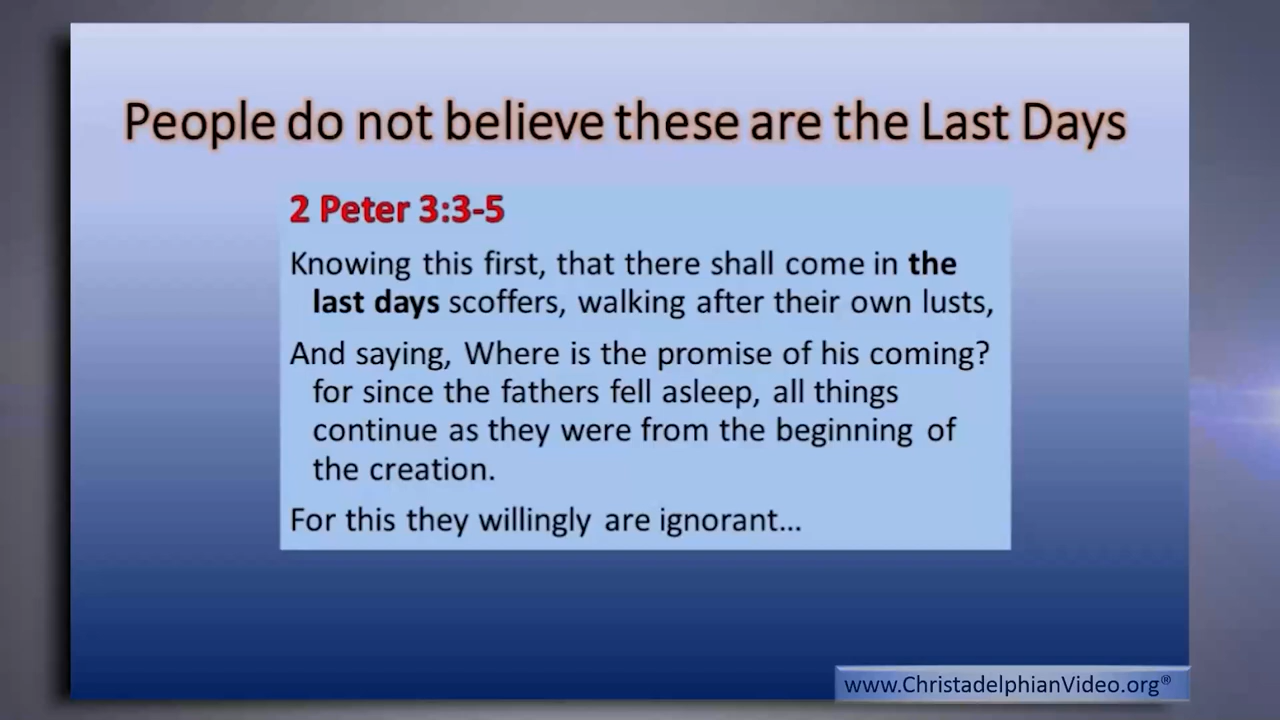 People do not believe these are the Last Days
2 Peter 3:3-5
Knowing this first, that there shall come in the
last days scoffers, walking after their own lusts,
And saying, Where is the promise of his coming?
for since the fathers fell asleep, all things
continue as they were from the beginning of
the creation.
For this they willingly are ignorant…
www.ChristadelphianVideo.org®